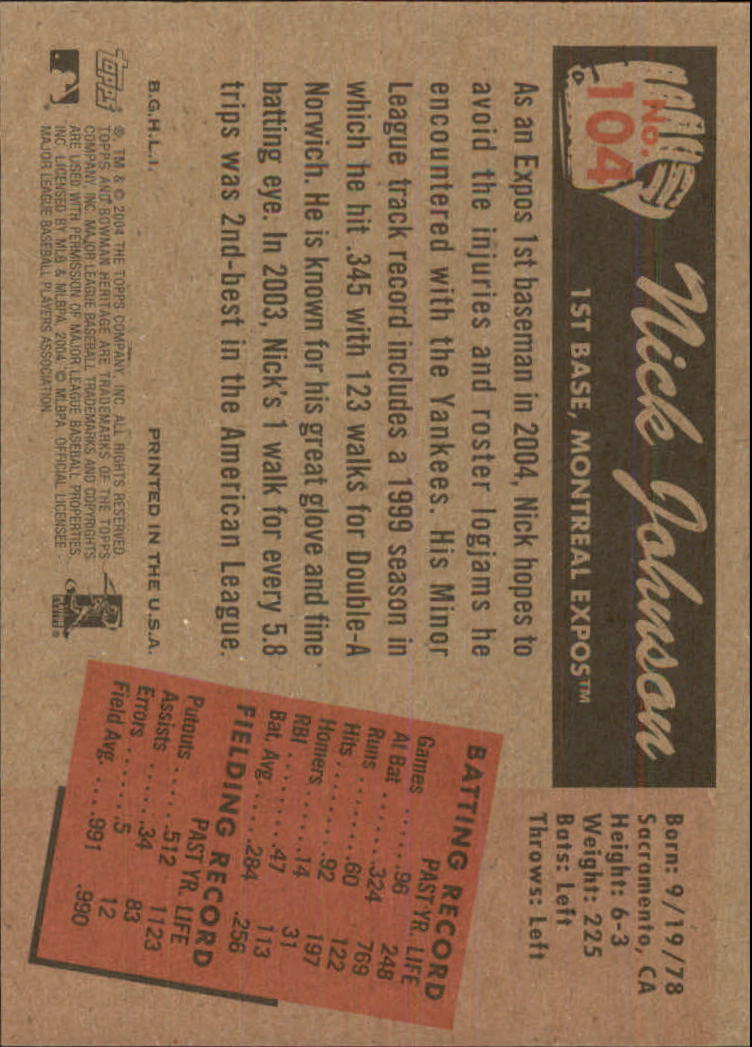 No.
104
Nick Johnson
1ST BASE, MONTREAL EXPOS™
Born: 9/19/78
Sacramento, CA
Height: 6-3
Weight: 225
Bats: Left
Throws: Left
As an Expos 1st baseman in 2004, Nick hopes to
avoid the injuries and roster logjams he
encountered with the Yankees. His Minor
League track record includes a 1999 season in
which he hit .345 with 123 walks for Double-A
Norwich. He is known for his great glove and fine
batting eye. In 2003, Nick's 1 walk for every 5.8
trips was 2nd-best in the American League.
BATTING RECORD
PAST YR. LIFE
Games ......96 248
At Bat ......324 769
Runs ......60 122
Hits ......92 197
Homers ......14 31
RBI ......47 113
Bat. Avg. ......284 .256
FIELDING RECORD
PAST YR. LIFE
Putouts ......512 1123
Assists ......34 83
Errors ......5 12
Field Avg. .....991 .990
B.G.H.L.I. PRINTED IN THE U.S.A.
topps
®, TM & © 2004 THE TOPPS COMPANY, INC. ALL RIGHTS RESERVED.
TOPPS AND BOWMAN HERITAGE ARE TRADEMARKS OF THE TOPPS
COMPANY, INC. MAJOR LEAGUE BASEBALL TRADEMARKS AND COPYRIGHTS
ARE USED WITH PERMISSION OF MAJOR LEAGUE BASEBALL PROPERTIES,
INC. LICENSED BY MLB & MLBPA 2004. © MLBPA OFFICIAL LICENSEE -
MAJOR LEAGUE BASEBALL PLAYERS ASSOCIATION.